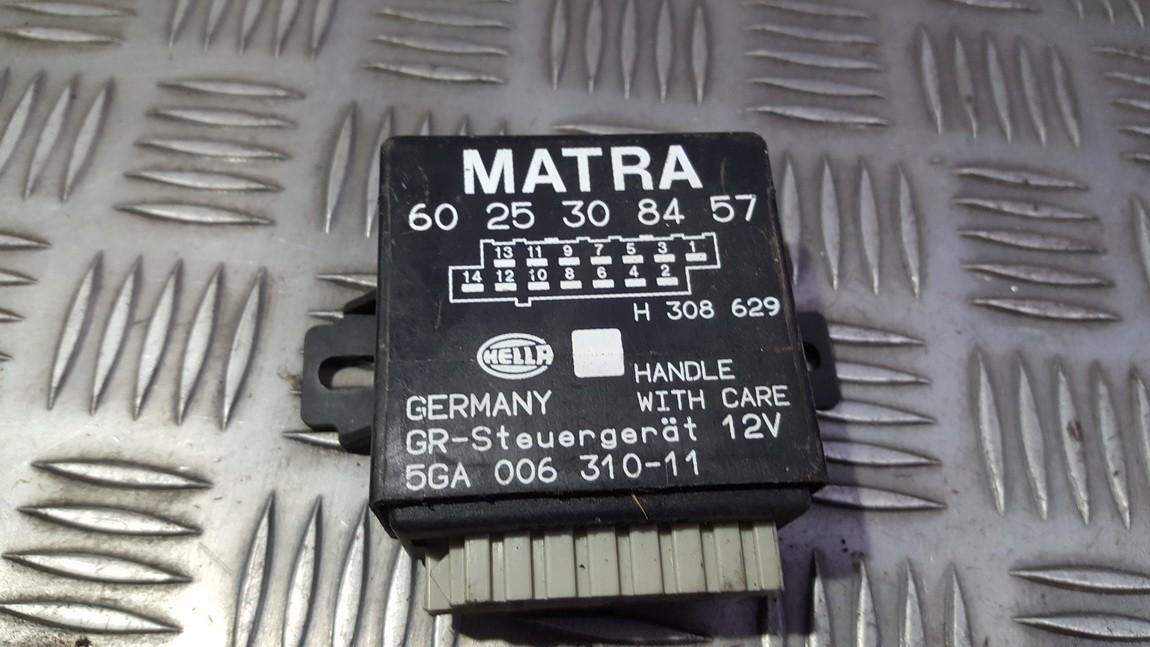 MATRA
60 25 30 84 57
13 11 9 7 5 3 1
14 12 10 8 6 4 2
H 308 629
HELLA
HANDLE
WITH CARE
GERMANY
GR-Steuergerät 12V
5GA 006 310-11